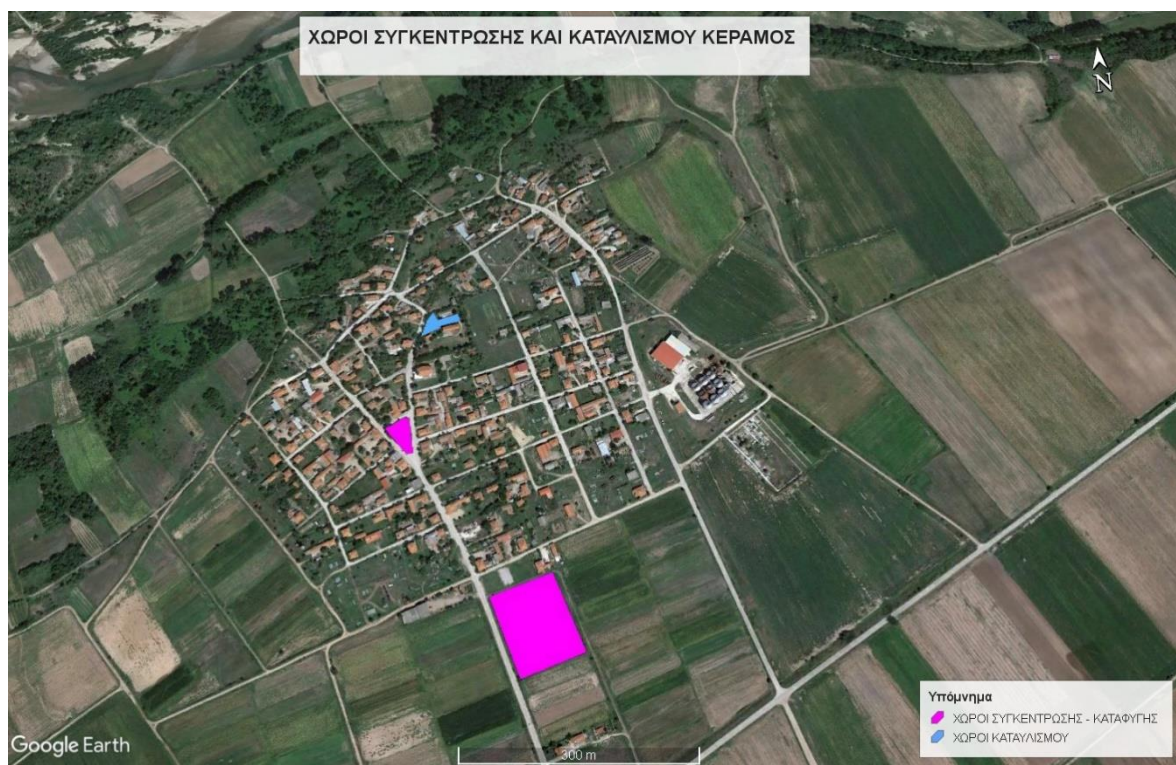 ΧΩΡΟΙ ΣΥΓΚΕΝΤΡΩΣΗΣ ΚΑΙ ΚΑΤΑΥΛΙΣΜΟΥ ΚΕΡΑΜΟΣ
N
Υπόμνημα
ΧΩΡΟΙ ΣΥΓΚΕΝΤΡΩΣΗΣ - ΚΑΤΑΦΥΓΗΣ
ΧΩΡΟΙ ΚΑΤΑΥΛΙΣΜΟΥ
Google Earth
300 m